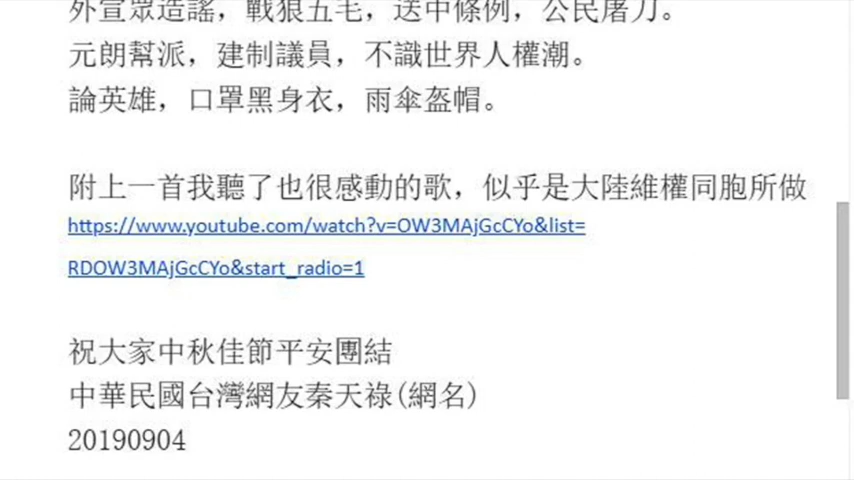 外宣眾造謠，戰狼五毛，送中條例，公民屠刀。
元朗幫派，建制議員，不識世界人權潮。
論英雄，口罩黑身衣，雨傘盔帽。
附上一首我聽了也很感動的歌，似乎是大陸維權同胞所做
https://www.youtube.com/watch?v=OW3MAjGcCYo&list=
RDOW3MAjGcCYo&start_radio=1
祝大家中秋佳節平安團結
中華民國台灣網友秦天祿(網名)
20190904